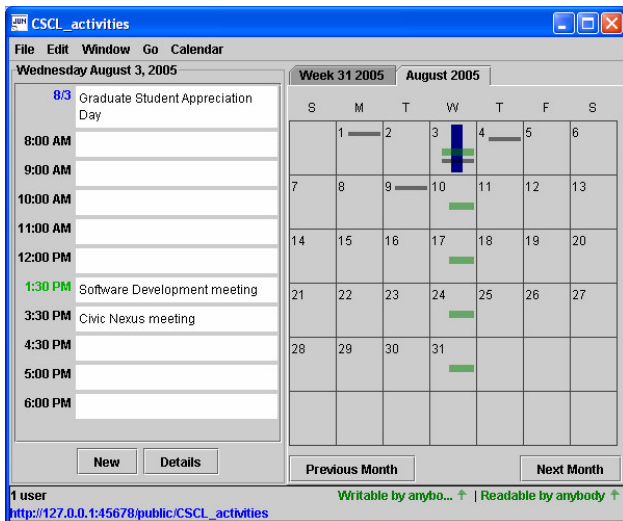 JUN CSCL_activities
File Edit Window Go Calendar
Wednesday August 3, 2005
8/3 Graduate Student Appreciation
Day
8:00 AM
9:00 AM
10:00 AM
11:00 AM
12:00 PM
1:30 PM Software Development meeting
3:30 PM Civic Nexus meeting
4:30 PM
5:00 PM
6:00 PM
New Details
Week 31 2005 August 2005
S M T W T F S
1 2 3 4 5 6
7 8 9 10 11 12 13
14 15 16 17 18 19 20
21 22 23 24 25 26 27
28 29 30 31
Previous Month Next Month
1 user Writable by anybo... | Readable by anybody
http://127.0.0.1:45678/public/CSCL_activities